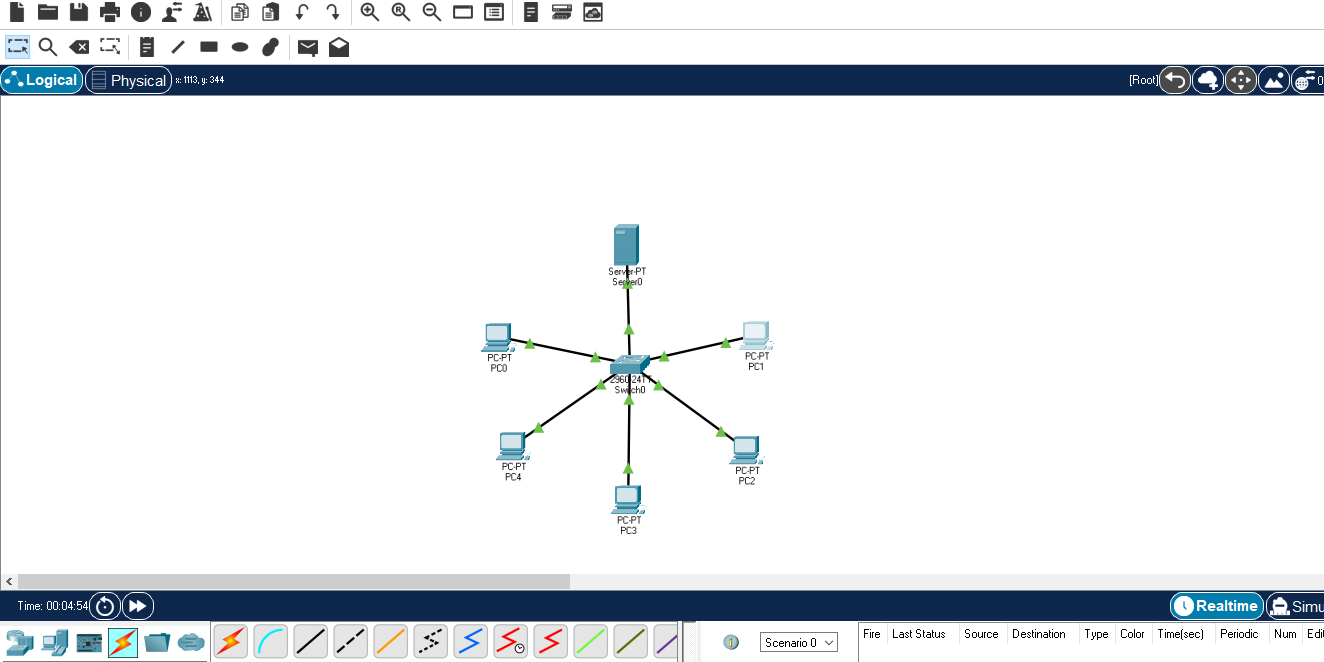 Logical
Physical
x: 1113, y: 344
[Root]
0
Server-PT
Server0
PC-PT
PC0
PC-PT
PC1
2960-24TT
Switch0
PC-PT
PC4
PC-PT
PC2
PC-PT
PC3
Time: 00:04:54
Realtime
Simu
Scenario 0
Fire Last Status Source Destination Type Color Time(sec) Periodic Num Edi